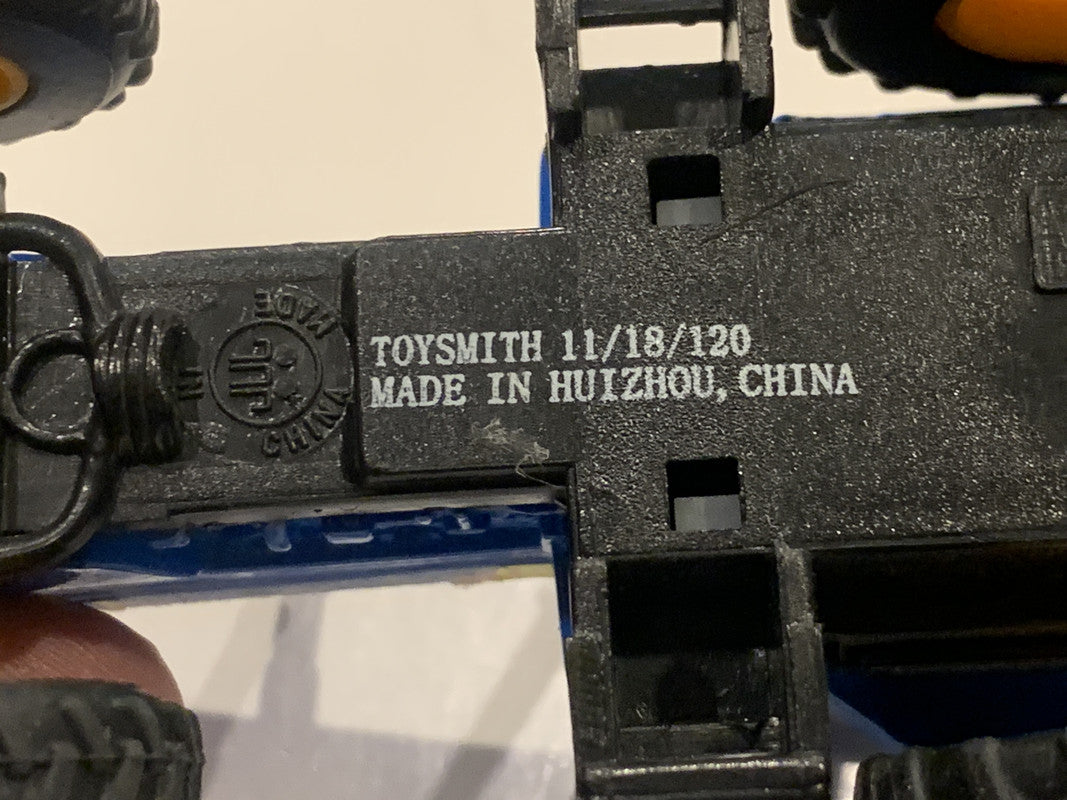 TOYSMITH 11/18/120
MADE IN HUIZHOU, CHINA
MADE
IN
CHINA